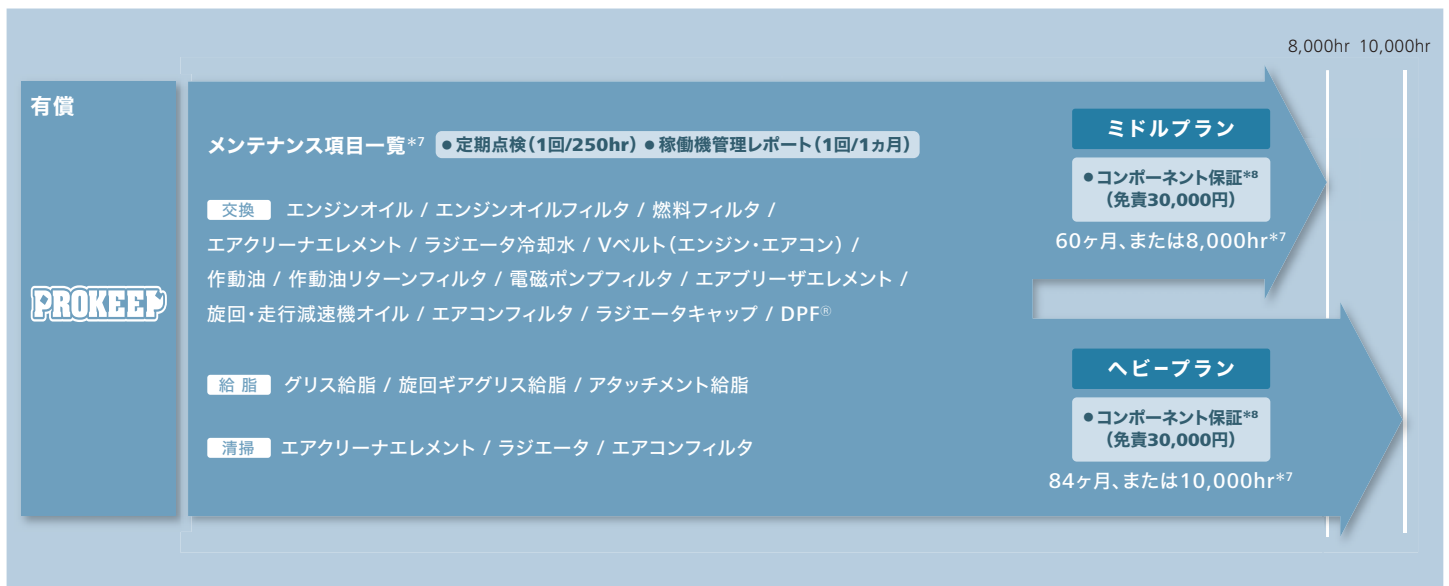 8,000hr 10,000hr
有償
PROKEEP
メンテナンス項目一覧*7 ●定期点検(1回/250hr) ●稼働機管理レポート(1回/1ヵ月)
交換 エンジンオイル / エンジンオイルフィルタ / 燃料フィルタ /
エアクリーナエレメント / ラジエータ冷却水 / Vベルト(エンジン・エアコン) /
作動油 / 作動油リターンフィルタ / 電磁ポンプフィルタ / エアブリーザエレメント /
旋回・走行減速機オイル / エアコンフィルタ / ラジエータキャップ / DPF®
給脂 グリス給脂 / 旋回ギアグリス給脂 / アタッチメント給脂
清掃 エアクリーナエレメント / ラジエータ / エアコンフィルタ
ミドルプラン
●コンポーネント保証*8
(免責30,000円)
60ヶ月、または8,000hr*7
ヘビープラン
●コンポーネント保証*8
(免責30,000円)
84ヶ月、または10,000hr*7